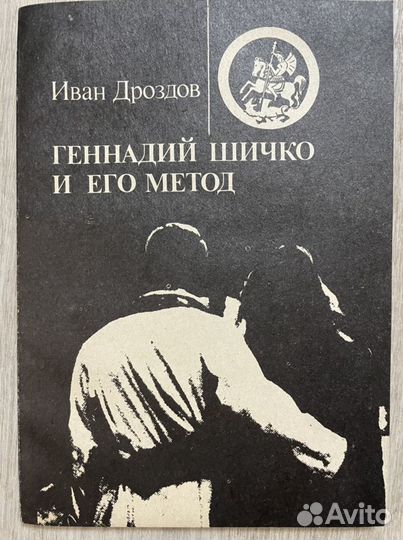 Иван Дроздов
ГЕННАДИЙ ШИЧКО
И ЕГО МЕТОД
Avito